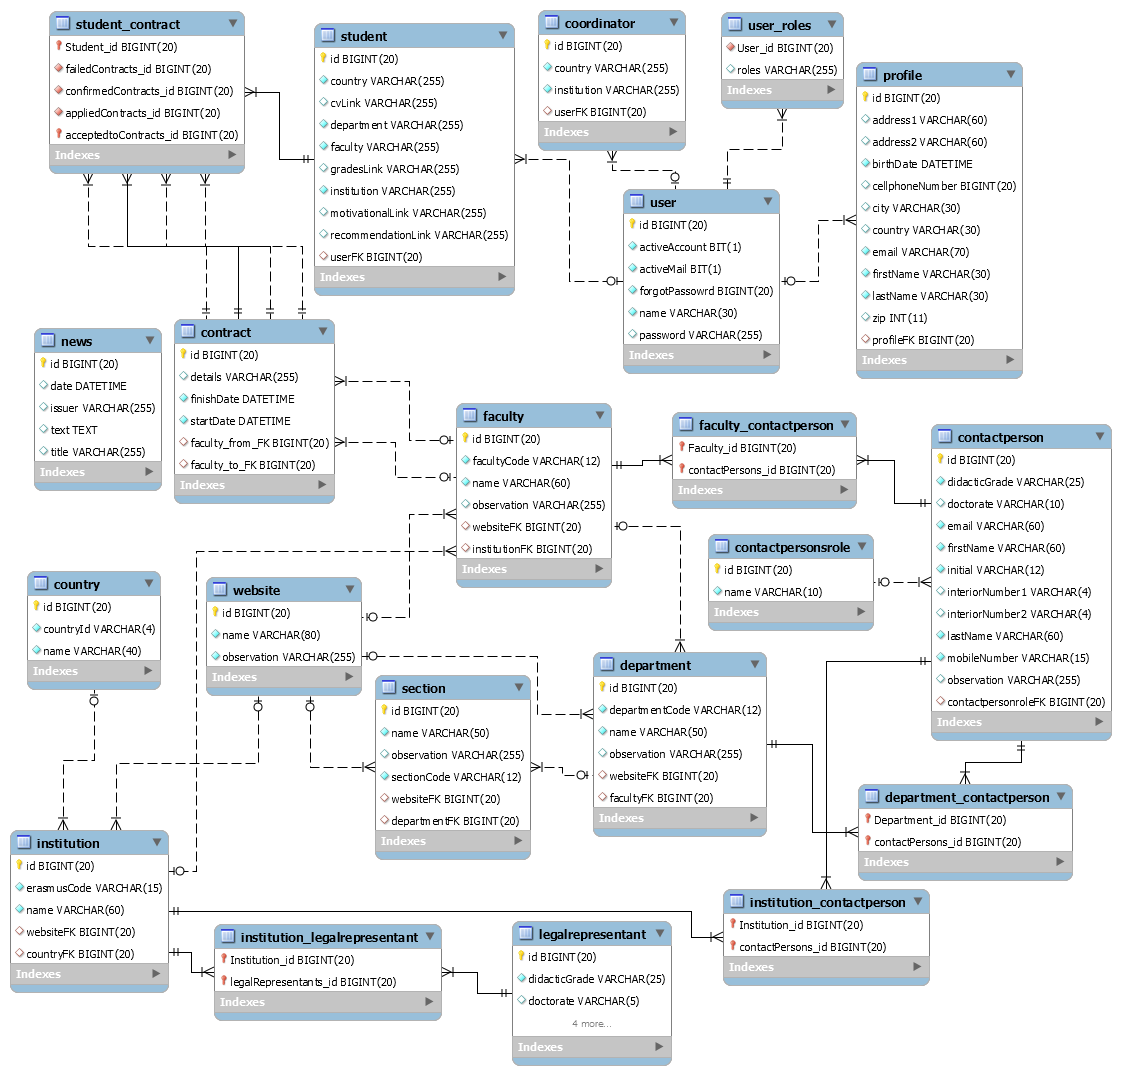 student_contract
Student_id BIGINT(20)
failedContracts_id BIGINT(20)
confirmedContracts_id BIGINT(20)
appliedContracts_id BIGINT(20)
acceptedtoContracts_id BIGINT(20)
Indexes
student
id BIGINT(20)
country VARCHAR(255)
cvLink VARCHAR(255)
department VARCHAR(255)
faculty VARCHAR(255)
gradesLink VARCHAR(255)
institution VARCHAR(255)
motivationalLink VARCHAR(255)
recommendationLink VARCHAR(255)
userFK BIGINT(20)
Indexes
coordinator
id BIGINT(20)
country VARCHAR(255)
institution VARCHAR(255)
userFK BIGINT(20)
Indexes
user_roles
User_id BIGINT(20)
roles VARCHAR(255)
Indexes
profile
id BIGINT(20)
address1 VARCHAR(60)
address2 VARCHAR(60)
birthDate DATETIME
cellphoneNumber BIGINT(20)
city VARCHAR(30)
country VARCHAR(30)
email VARCHAR(70)
firstName VARCHAR(30)
lastName VARCHAR(30)
zip INT(11)
profileFK BIGINT(20)
Indexes
user
id BIGINT(20)
activeAccount BIT(1)
activeMail BIT(1)
forgotPassowrd BIGINT(20)
name VARCHAR(30)
password VARCHAR(255)
Indexes
news
id BIGINT(20)
date DATETIME
issuer VARCHAR(255)
text TEXT
title VARCHAR(255)
Indexes
contract
id BIGINT(20)
details VARCHAR(255)
finishDate DATETIME
startDate DATETIME
faculty_from_FK BIGINT(20)
faculty_to_FK BIGINT(20)
Indexes
faculty
id BIGINT(20)
facultyCode VARCHAR(12)
name VARCHAR(60)
observation VARCHAR(255)
websiteFK BIGINT(20)
institutionFK BIGINT(20)
Indexes
faculty_contactperson
Faculty_id BIGINT(20)
contactPersons_id BIGINT(20)
Indexes
contactperson
id BIGINT(20)
didacticGrade VARCHAR(25)
doctorate VARCHAR(10)
email VARCHAR(60)
firstName VARCHAR(60)
initial VARCHAR(12)
interiorNumber1 VARCHAR(4)
interiorNumber2 VARCHAR(4)
lastName VARCHAR(60)
mobileNumber VARCHAR(15)
observation VARCHAR(255)
contactpersonroleFK BIGINT(20)
Indexes
contactpersonsrole
id BIGINT(20)
name VARCHAR(10)
Indexes
country
id BIGINT(20)
countryId VARCHAR(4)
name VARCHAR(40)
Indexes
website
id BIGINT(20)
name VARCHAR(80)
observation VARCHAR(255)
Indexes
section
id BIGINT(20)
name VARCHAR(50)
observation VARCHAR(255)
sectionCode VARCHAR(12)
websiteFK BIGINT(20)
departmentFK BIGINT(20)
Indexes
department
id BIGINT(20)
departmentCode VARCHAR(12)
name VARCHAR(50)
observation VARCHAR(255)
websiteFK BIGINT(20)
facultyFK BIGINT(20)
Indexes
department_contactperson
Department_id BIGINT(20)
contactPersons_id BIGINT(20)
Indexes
institution
id BIGINT(20)
erasmusCode VARCHAR(15)
name VARCHAR(60)
websiteFK BIGINT(20)
countryFK BIGINT(20)
Indexes
institution_legalrepresentant
Institution_id BIGINT(20)
legalRepresentants_id BIGINT(20)
Indexes
legalrepresentant
id BIGINT(20)
didacticGrade VARCHAR(25)
doctorate VARCHAR(5)
4 more...
Indexes
institution_contactperson
Institution_id BIGINT(20)
contactPersons_id BIGINT(20)
Indexes